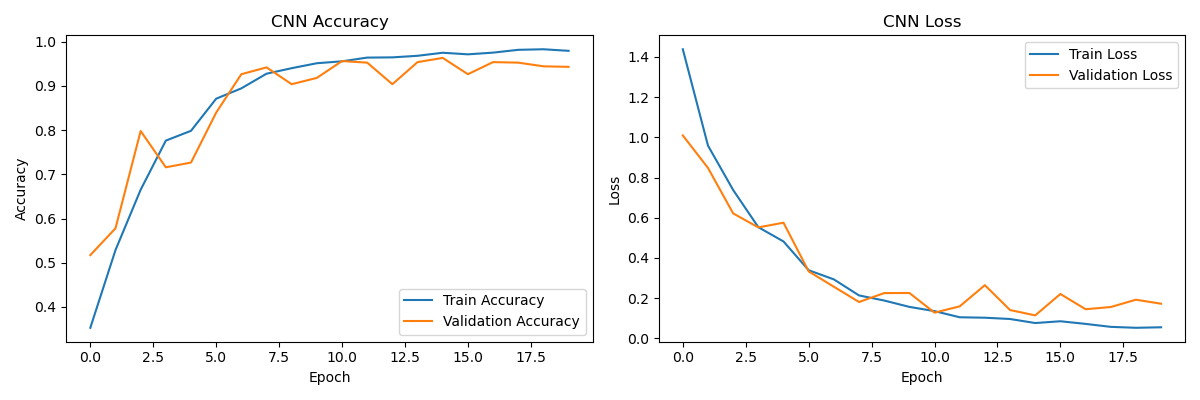 CNN Accuracy
1.0
0.9
0.8
0.7
0.6
0.5
0.4
Accuracy
0.0 2.5 5.0 7.5 10.0 12.5 15.0 17.5
Epoch
Train Accuracy
Validation Accuracy
CNN Loss
1.4
1.2
1.0
0.8
0.6
0.4
0.2
0.0
Loss
0.0 2.5 5.0 7.5 10.0 12.5 15.0 17.5
Epoch
Train Loss
Validation Loss